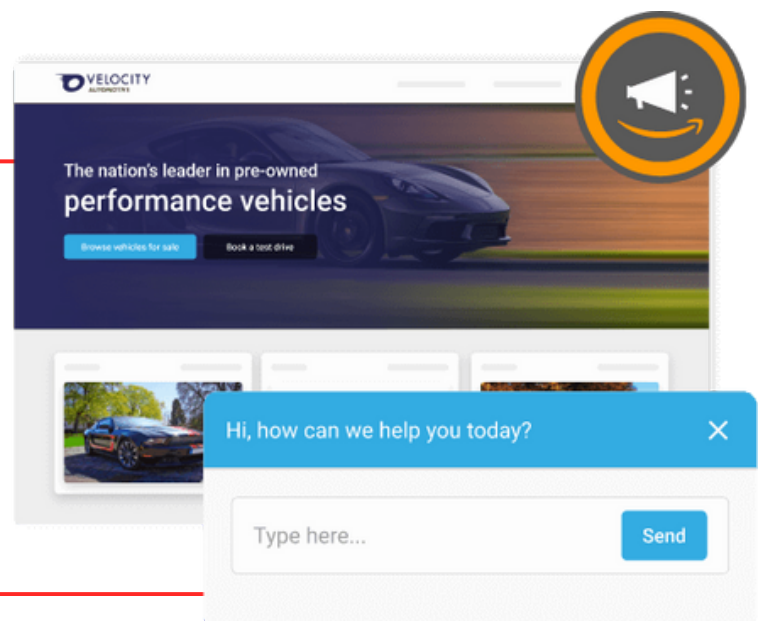 VELOCITY
AUTOMOTIVE
The nation's leader in pre-owned
performance vehicles
Browse vehicles for sale
Book a test drive
Hi, how can we help you today?
Type here...
Send